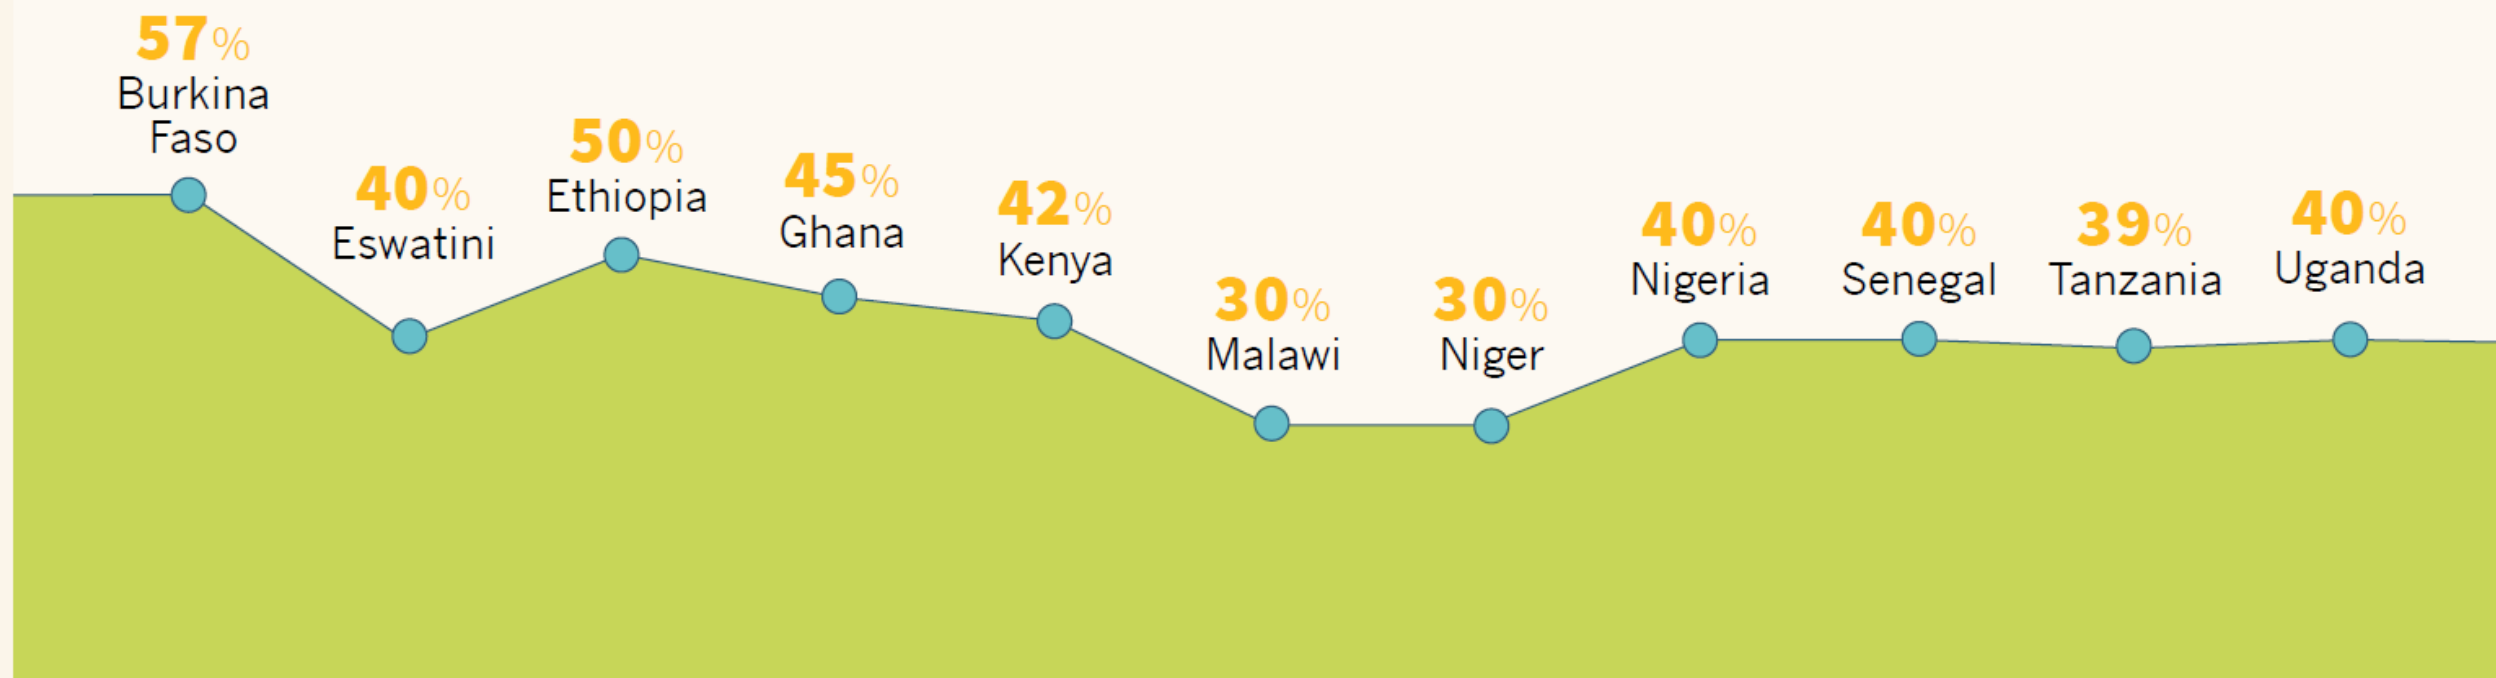 57%
Burkina
Faso
40%
Eswatini
50%
Ethiopia
45%
Ghana
42%
Kenya
30%
Malawi
30%
Niger
40%
Nigeria
40%
Senegal
39%
Tanzania
40%
Uganda